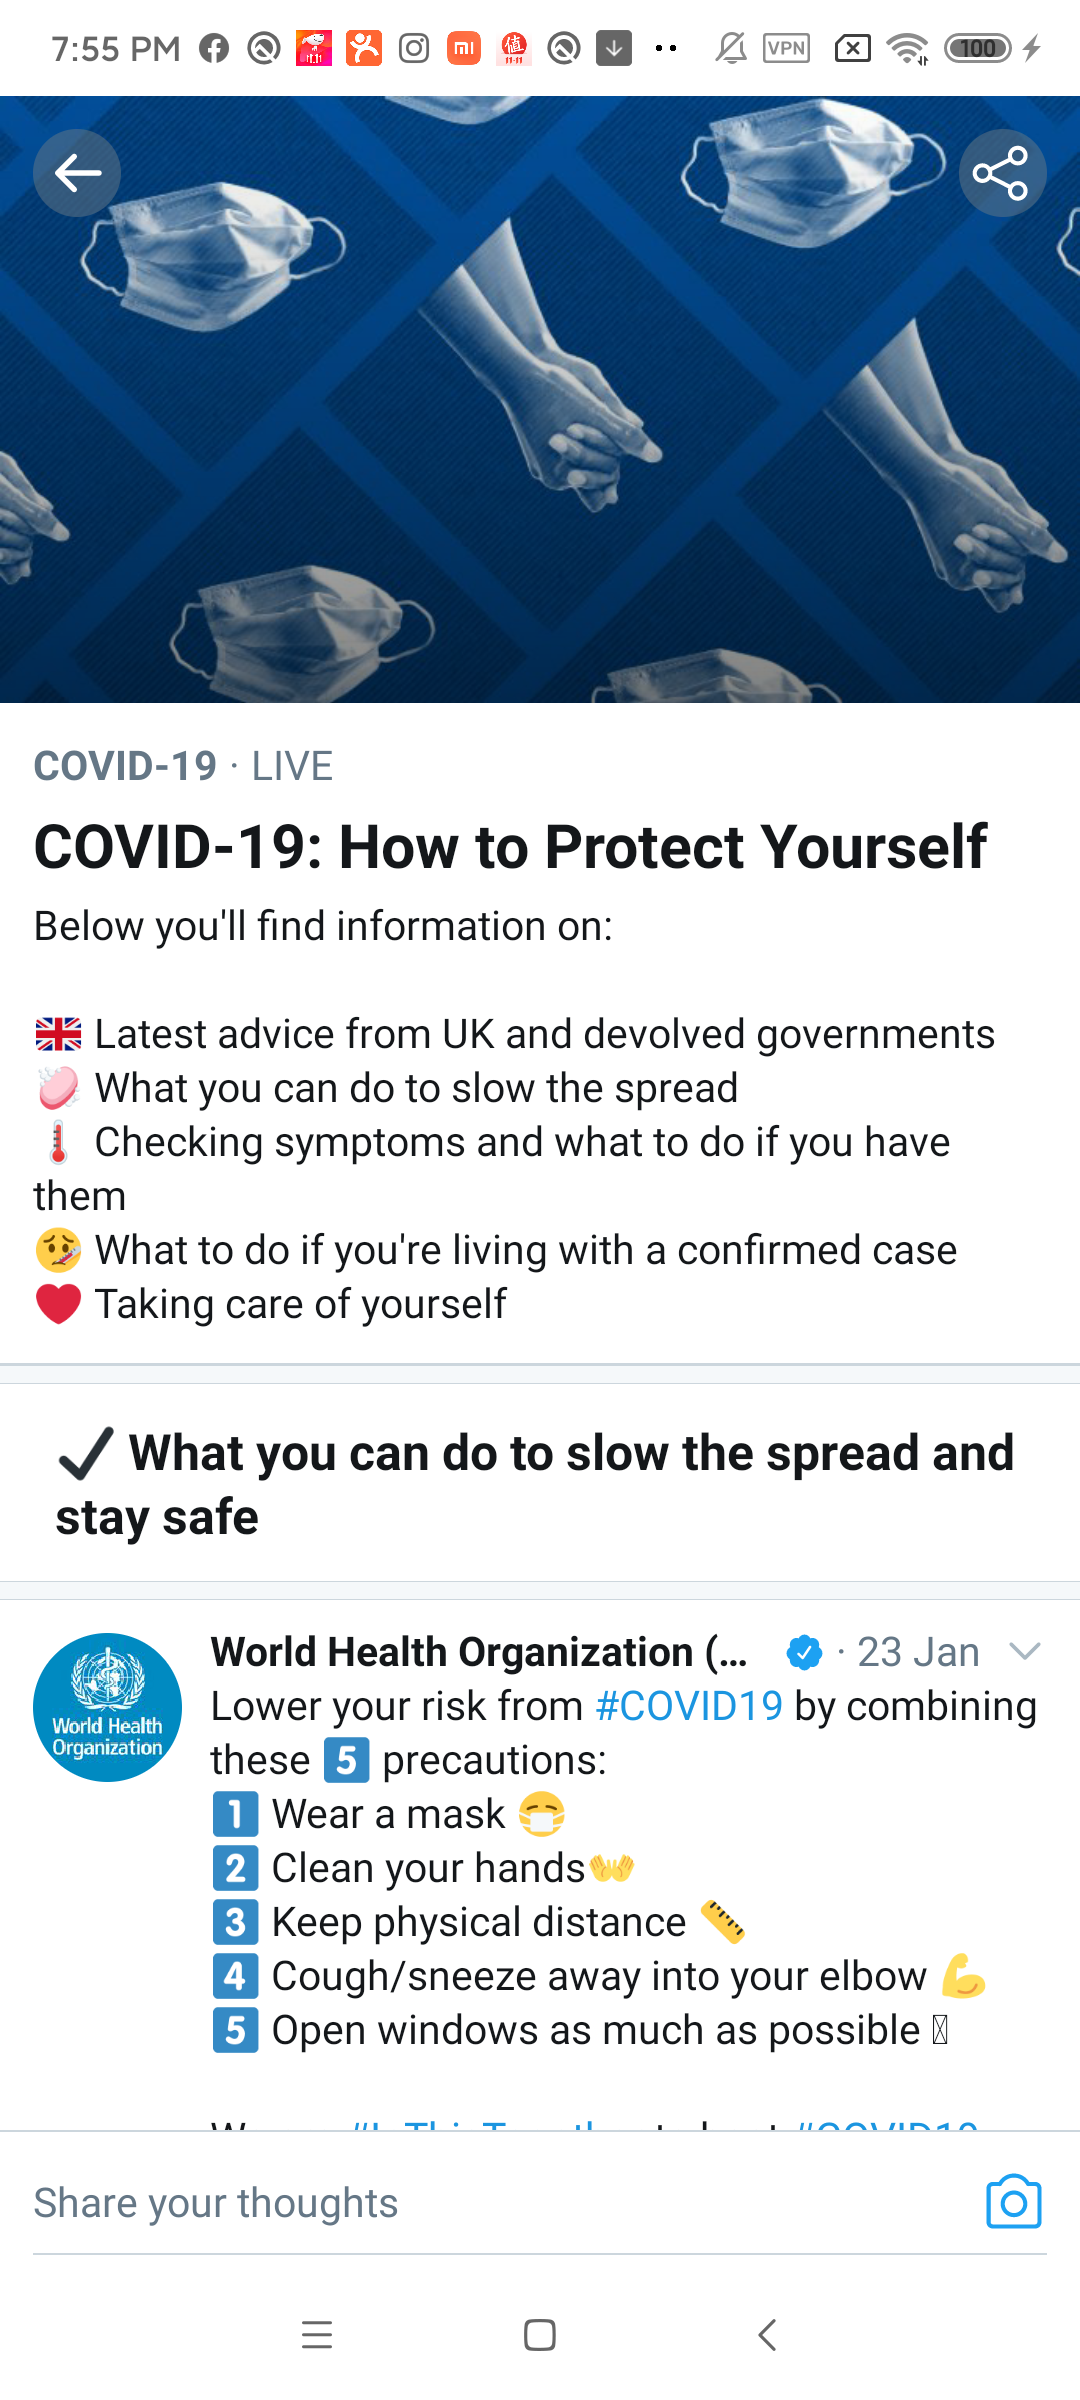 7:55 PM
11.11
mi
值
11·11
VPN
100
COVID-19 · LIVE
COVID-19: How to Protect Yourself
Below you'll find information on:
🇬🇧 Latest advice from UK and devolved governments
🧼 What you can do to slow the spread
🌡️ Checking symptoms and what to do if you have
them
🤒 What to do if you're living with a confirmed case
❤️ Taking care of yourself
✔️ What you can do to slow the spread and
stay safe
World Health Organization (... · 23 Jan
World Health
Organization
Lower your risk from #COVID19 by combining
these 5️⃣ precautions:
1️⃣ Wear a mask 😷
2️⃣ Clean your hands👐
3️⃣ Keep physical distance 📏
4️⃣ Cough/sneeze away into your elbow 💪
5️⃣ Open windows as much as possible
Share your thoughts